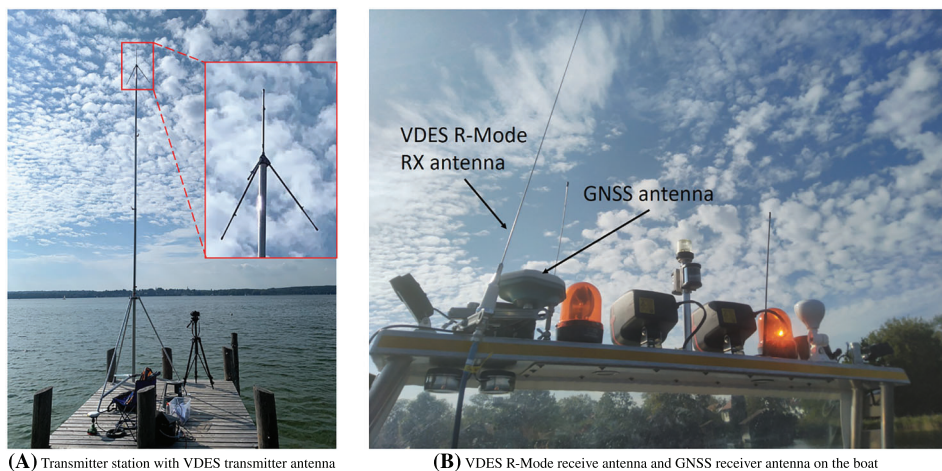 VDES R-Mode
RX antenna
GNSS antenna
(A) Transmitter station with VDES transmitter antenna
(B) VDES R-Mode receive antenna and GNSS receiver antenna on the boat